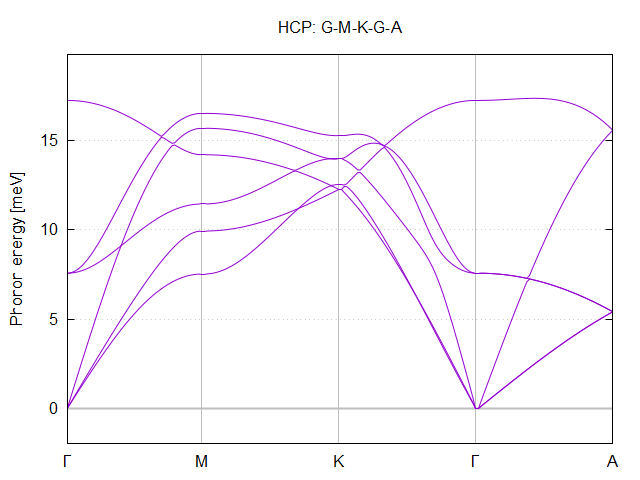 HCP: G-M-K-G-A
Phonon energy [meV]
15
10
5
0
Γ M K Γ A